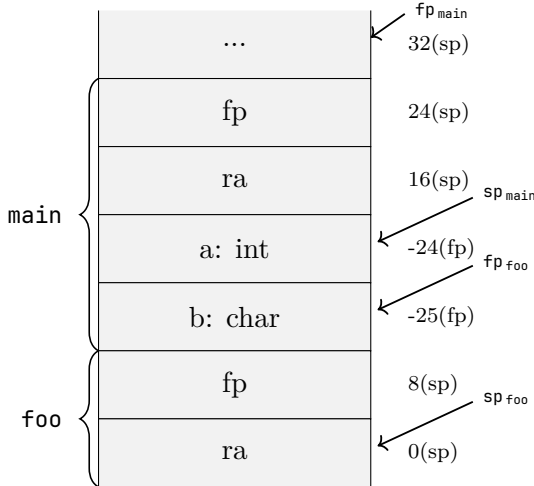 fp main
... 32(sp)
fp 24(sp)
ra 16(sp)
sp main
main
a: int -24(fp)
fp foo
b: char -25(fp)
fp 8(sp)
sp foo
foo
ra 0(sp)